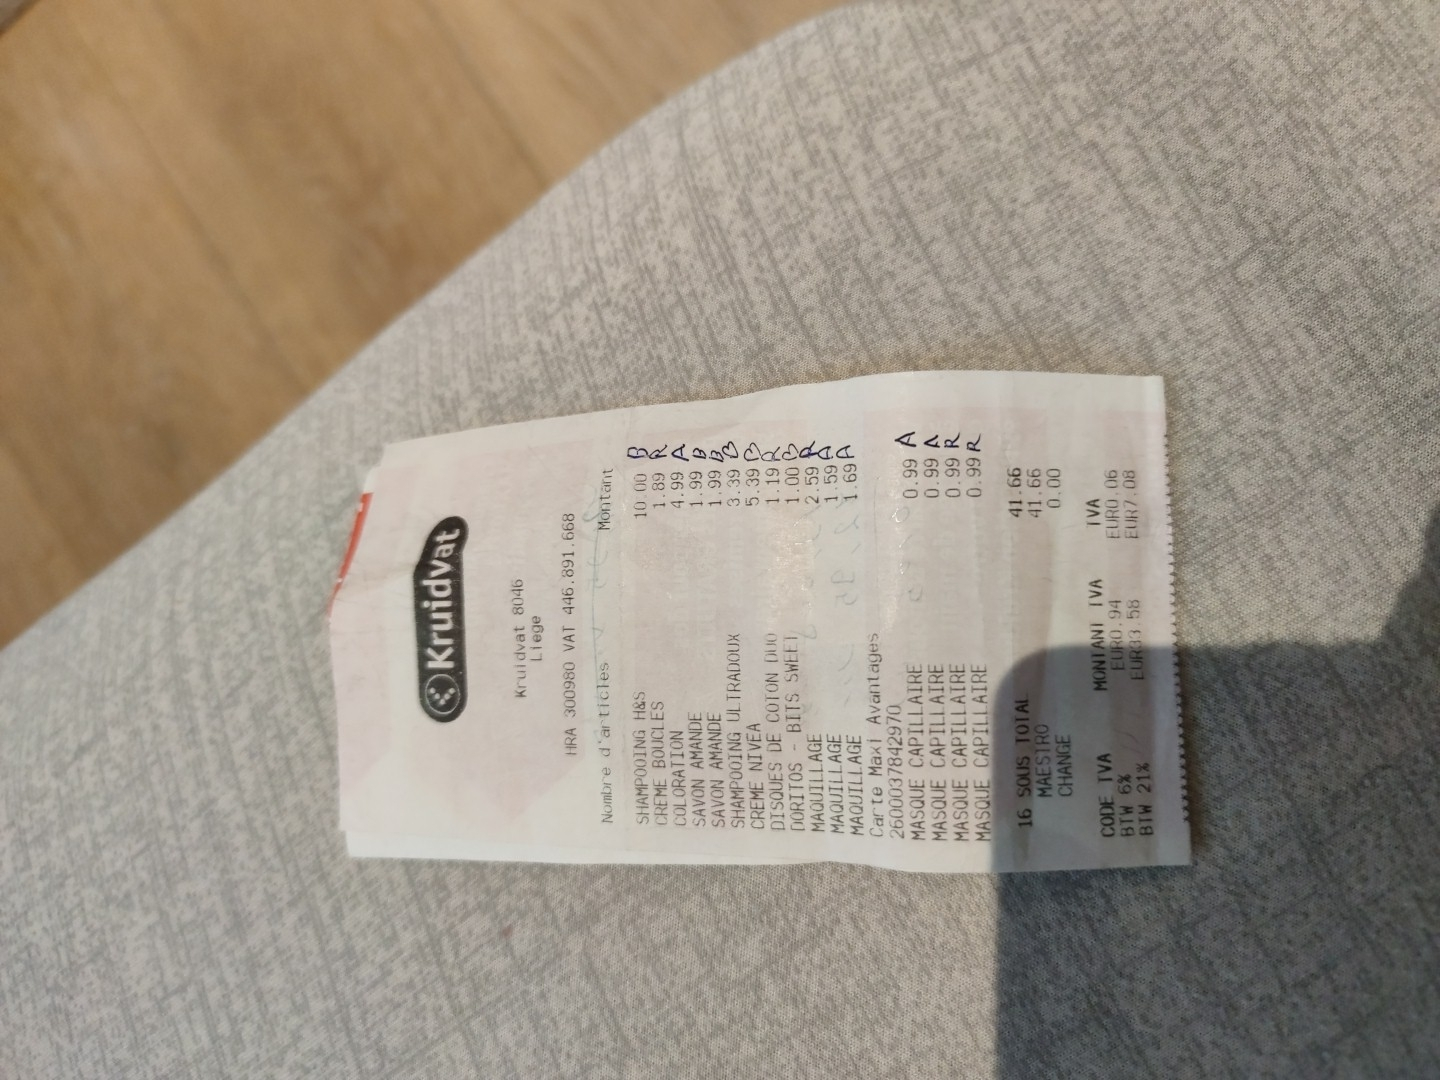 Kruidvat
Kruidvat 8046
Liege
HRA 300980 VAT 446.891.668
Nombre d'articles Montant
SHAMPOOING H&S 10.00 B
CREME BOUCLES 1.89 R
COLORATION 4.99 A
SAVON AMANDE 1.99 B
SAVON AMANDE 1.99 B
SHAMPOOING ULTRADOUX 3.39 B
CREME NIVEA 5.39 B
DISQUES DE COTON DUO 1.19 R
DORITOS - BITS SWEET 1.00 B
MAQUILLAGE 2.59 R
MAQUILLAGE 1.59 A
MAQUILLAGE 1.69 A
Carte Maxi Avantages
2600037842970
MASQUE CAPILLAIRE 0.99 A
MASQUE CAPILLAIRE 0.99 A
MASQUE CAPILLAIRE 0.99 R
MASQUE CAPILLAIRE 0.99 R
16 SOUS TOTAL 41.66
MAESTRO 41.66
CHANGE 0.00
CODE TVA MONTANT TVA TVA
BTW 6% EUR0.94 EUR0.06
BTW 21% EUR33.58 EUR7.08